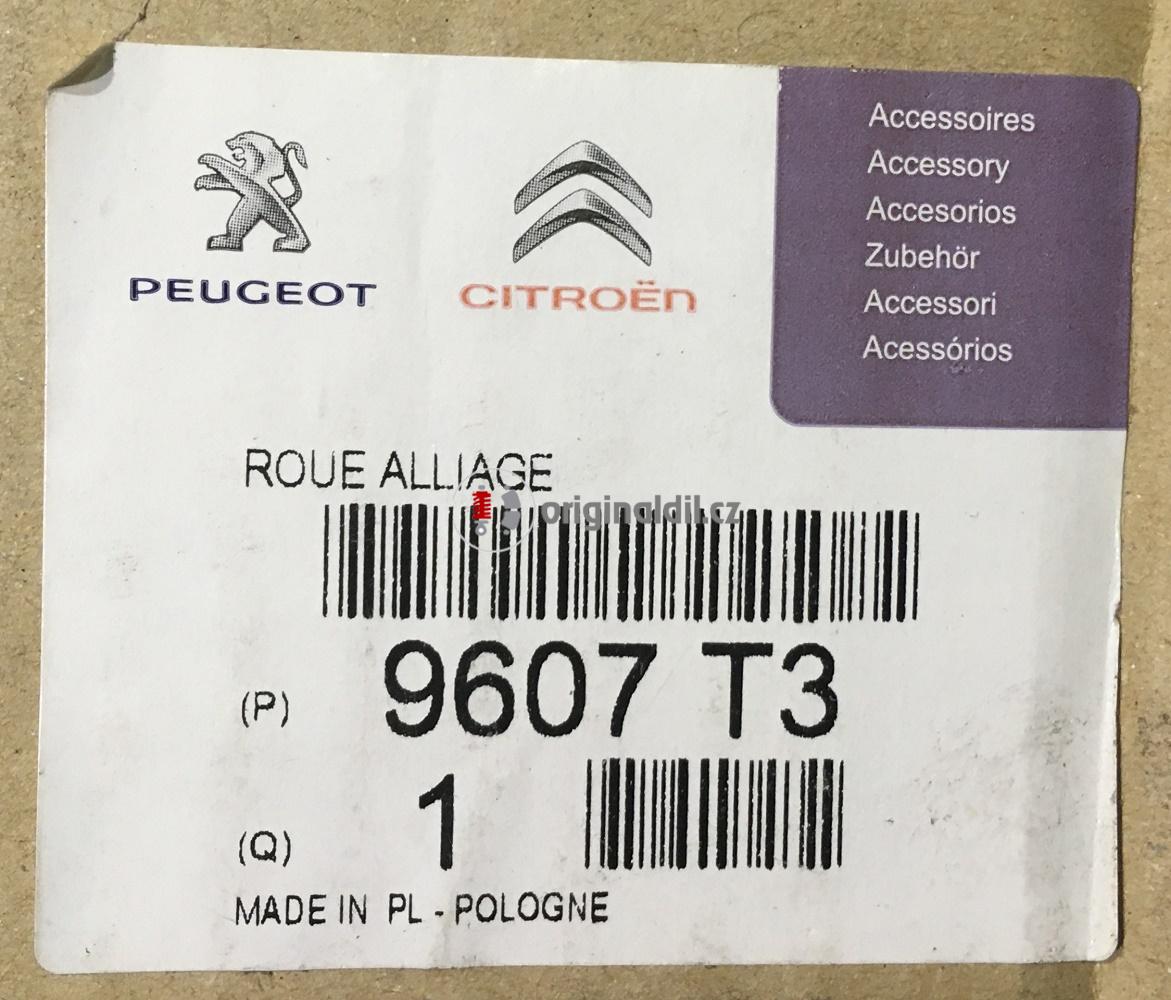 PEUGEOT
CITROËN
Accessoires
Accessory
Accesorios
Zubehör
Accessori
Acessórios
ROUE ALLIAGE
originaldil.cz
(P) 9607 T3
(Q) 1
MADE IN PL - POLOGNE